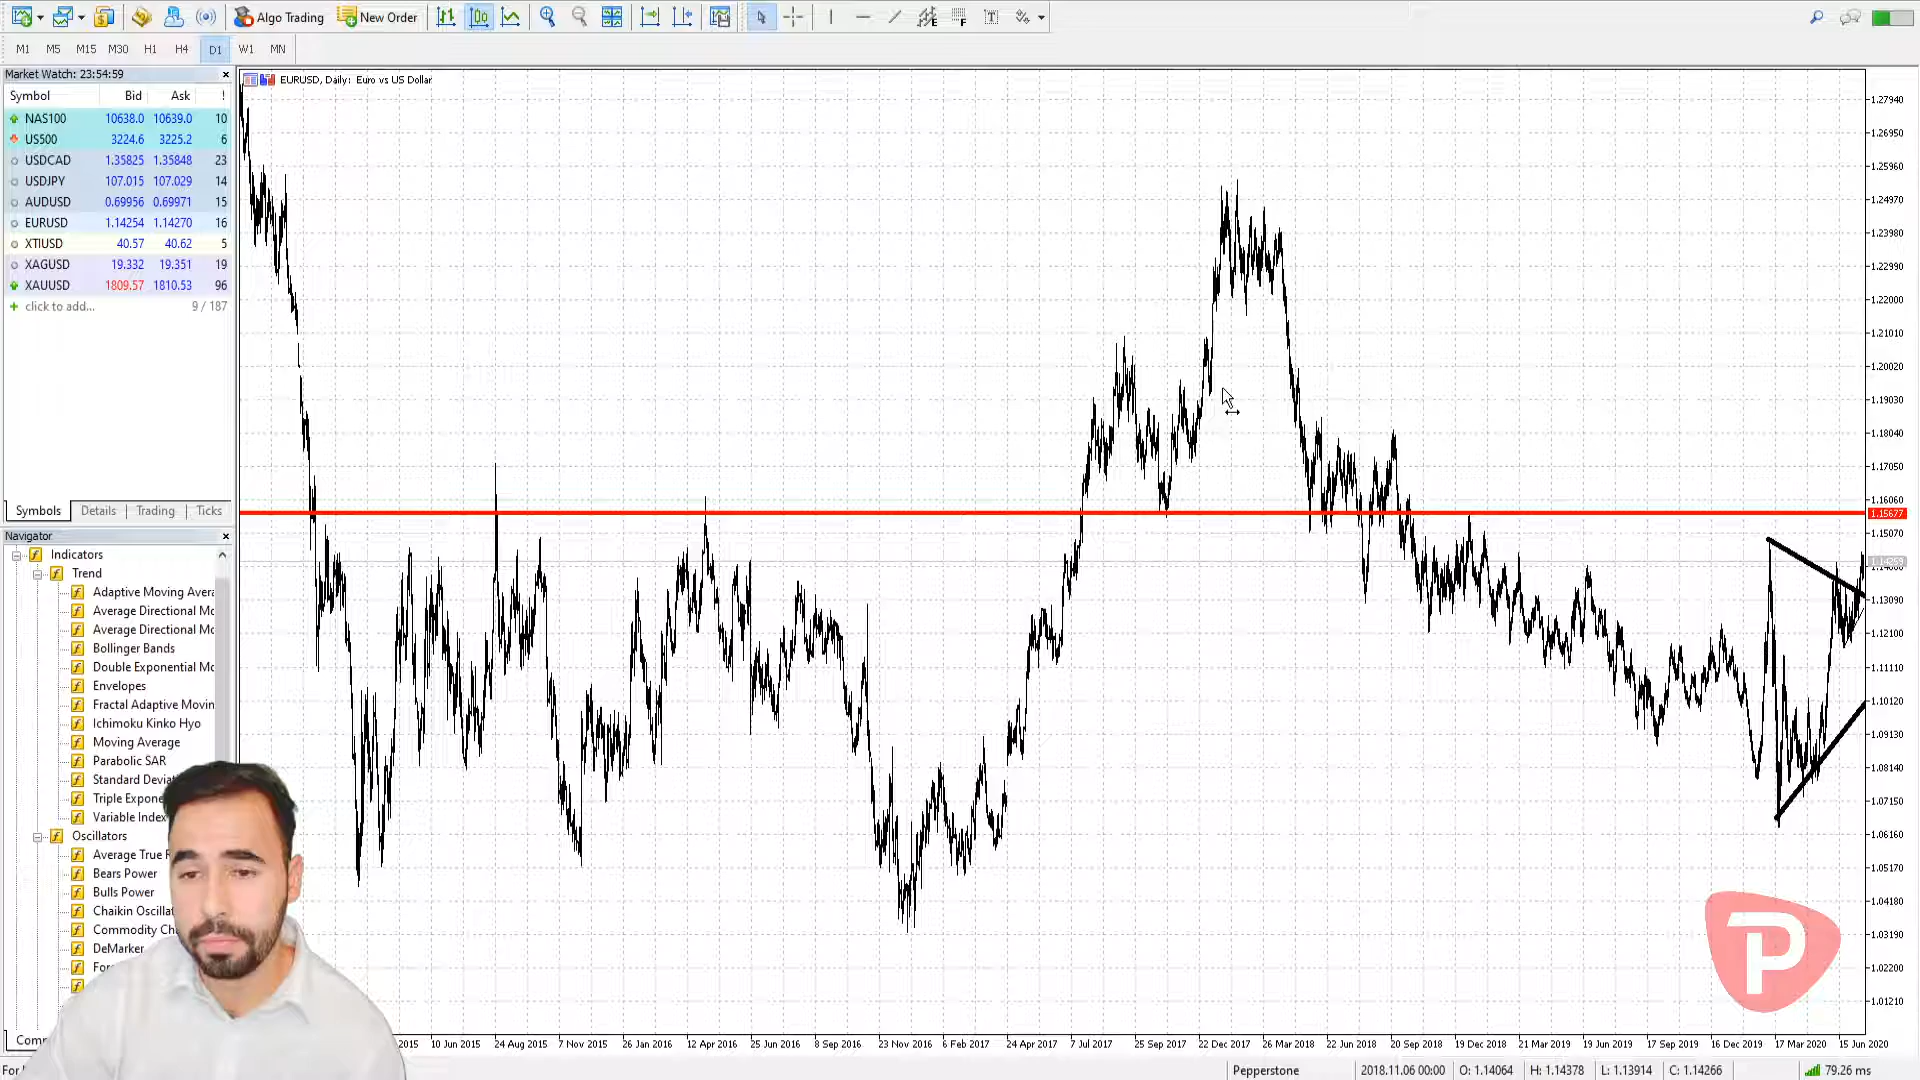 Algo Trading New Order
M1 M5 M15 M30 H1 H4 D1 W1 MN
Market Watch: 23:54:59
Symbol Bid Ask !
NAS100 10638.0 10639.0 10
US500 3224.6 3225.2 6
USDCAD 1.35825 1.35848 23
USDJPY 107.015 107.029 14
AUDUSD 0.69956 0.69971 15
EURUSD 1.14254 1.14270 16
XTIUSD 40.57 40.62 5
XAGUSD 19.332 19.351 19
XAUUSD 1809.57 1810.53 96
click to add... 9 / 187
Symbols Details Trading Ticks
Navigator
Indicators
Trend
Adaptive Moving Avera
Average Directional Mo
Average Directional Mo
Bollinger Bands
Double Exponential Mo
Envelopes
Fractal Adaptive Movin
Ichimoku Kinko Hyo
Moving Average
Parabolic SAR
Standard Deviati
Triple Expone
Variable Index
Oscillators
Average True R
Bears Power
Bulls Power
Chaikin Oscillat
Commodity Ch
DeMarker
For
Comm
For
EURUSD, Daily: Euro vs US Dollar
1.27940
1.26950
1.25960
1.24970
1.23980
1.22990
1.22000
1.21010
1.20020
1.19030
1.18040
1.17050
1.16060
1.15677
1.15070
1.13090
1.12100
1.11110
1.10120
1.09130
1.08140
1.07150
1.06160
1.05170
1.04180
1.03190
1.02200
1.01210
P
2015 10 Jun 2015 24 Aug 2015 7 Nov 2015 26 Jan 2016 12 Apr 2016 25 Jun 2016 8 Sep 2016 23 Nov 2016 6 Feb 2017 24 Apr 2017 7 Jul 2017 25 Sep 2017 22 Dec 2017 26 Mar 2018 22 Jun 2018 20 Sep 2018 19 Dec 2018 21 Mar 2019 19 Jun 2019 17 Sep 2019 16 Dec 2019 17 Mar 2020 15 Jun 2020
Pepperstone 2018.11.06 00:00 O: 1.14064 H: 1.14378 L: 1.13914 C: 1.14266 79.26 ms